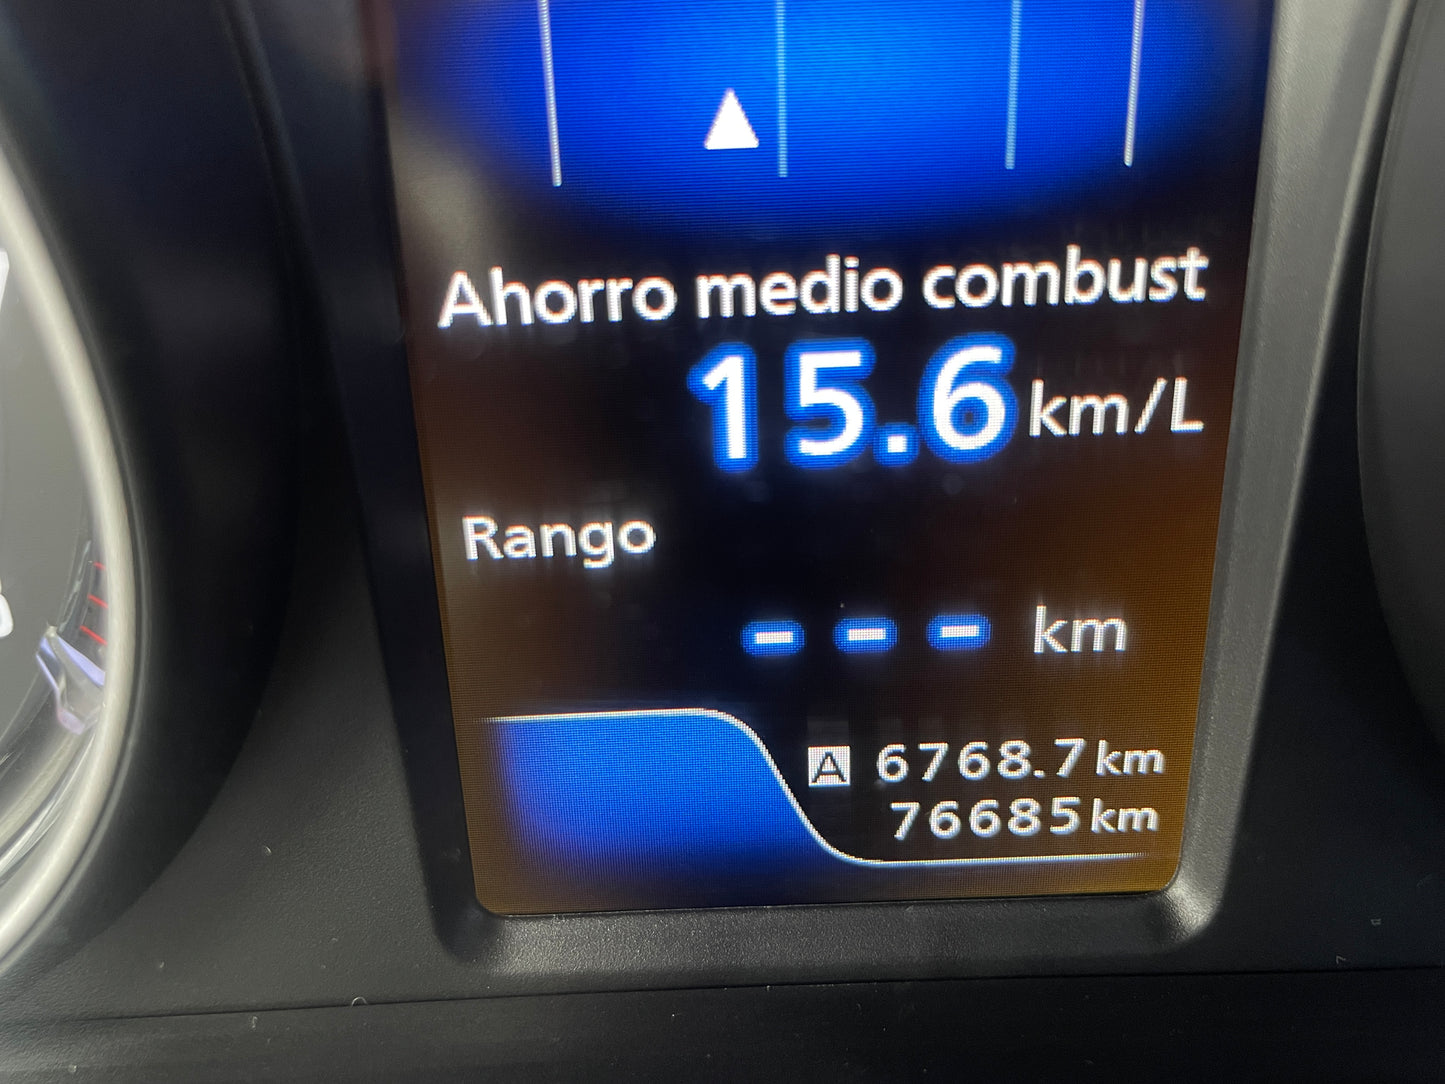 Ahorro medio combust
15.6 km/L
Rango
--- km
A 6768.7 km
76685 km